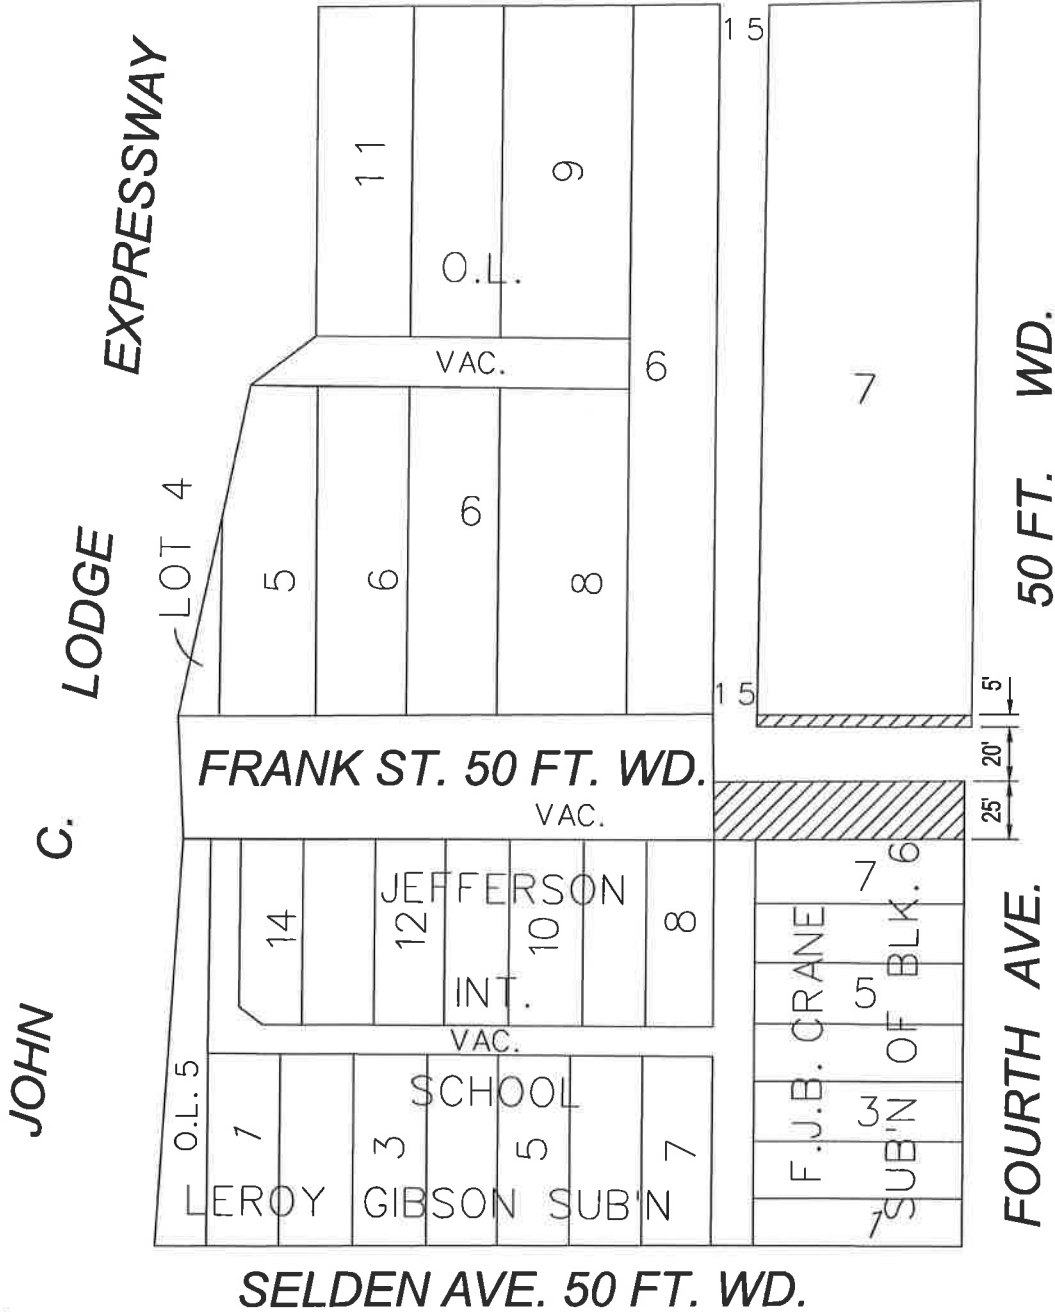 JOHN C. LODGE EXPRESSWAY
15
11
9
O.L.
VAC.
6
7
50 FT. WD.
LOT 4
5
6
6
8
15
5'
20'
25'
FRANK ST. 50 FT. WD.
VAC.
JEFFERSON
14
12
10
8
INT.
VAC.
SCHOOL
O.L. 5
1
3
5
7
LEROY GIBSON SUB'N
7
5
3
1
F.J.B. CRANE
SUB'N OF BLK. 6
FOURTH AVE.
SELDEN AVE. 50 FT. WD.